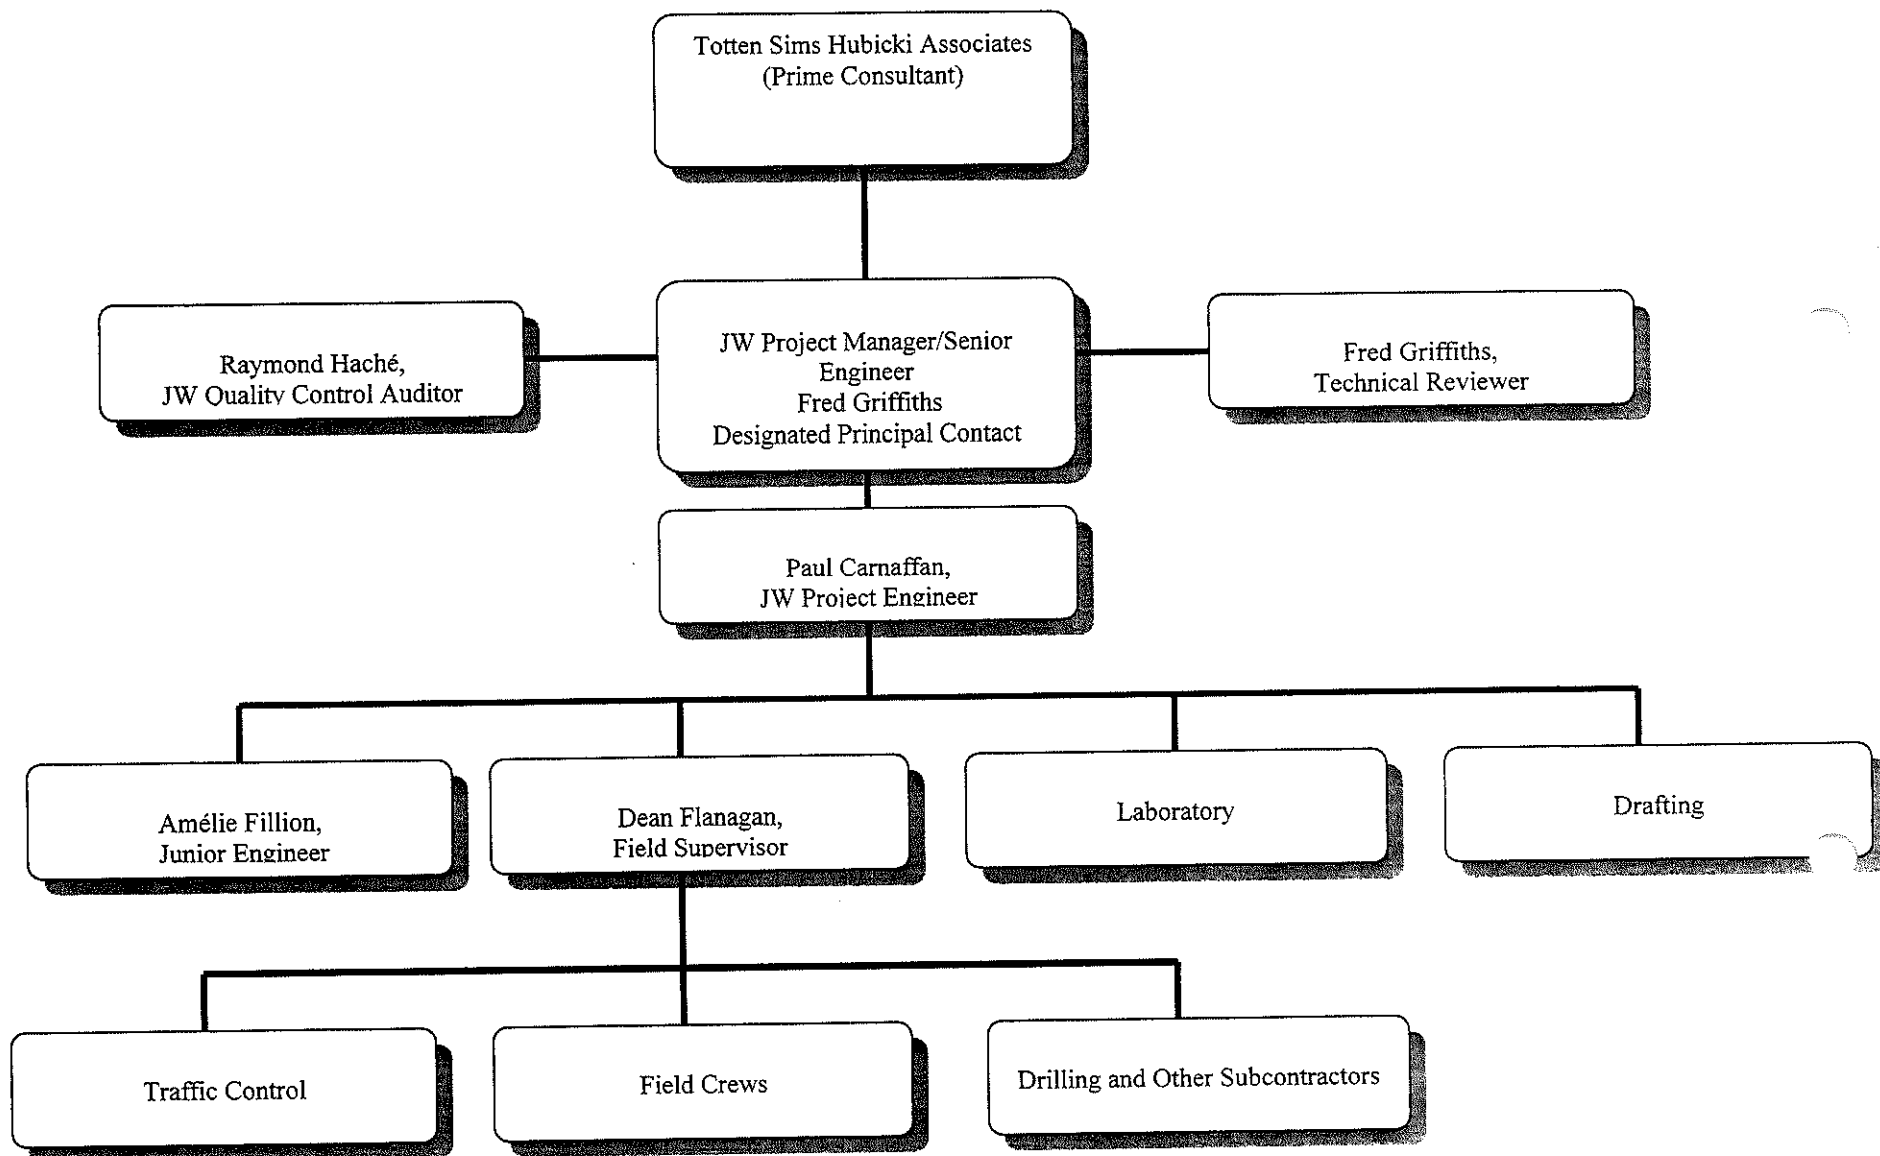 Totten Sims Hubicki Associates
(Prime Consultant)
Raymond Haché,
JW Quality Control Auditor
JW Project Manager/Senior
Engineer
Fred Griffiths
Designated Principal Contact
Fred Griffiths,
Technical Reviewer
Paul Carnaffan,
JW Project Engineer
Amélie Fillion,
Junior Engineer
Dean Flanagan,
Field Supervisor
Laboratory
Drafting
Traffic Control
Field Crews
Drilling and Other Subcontractors